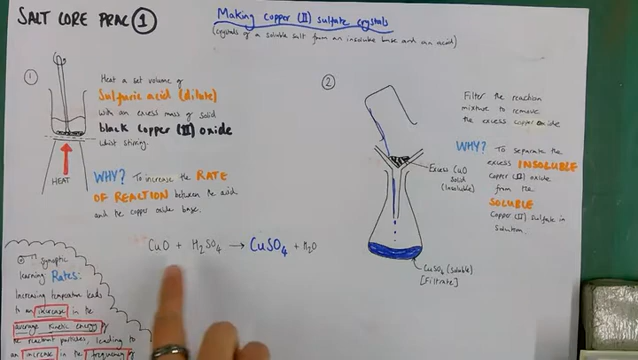 SALT CORE PRAC ①
Making copper (II) sulfate crystals
(crystals of a soluble salt from an insoluble base and an acid)
①
Heat a set volume of
Sulfuric acid (dilute)
with an excess mass of solid
black copper (II) oxide
whilst stirring.
HEAT
WHY? To increase the RATE
OF REACTION between the acid
and the copper oxide base.
CuO + H₂SO₄ → CuSO₄ + H₂O
synoptic
learning Rates:
Increasing temperature leads
to an increase in the
average kinetic energy of
the reactant particles, leading to
an increase in the frequency of
②
Filter the reaction
mixture to remove
the excess copper oxide
WHY? To separate the
excess INSOLUBLE
copper (II) oxide
from the
SOLUBLE
Copper (II) Sulfate in
Solution.
Excess CuO
solid
(insoluble)
CuSO₄ (soluble)
[Filtrate]